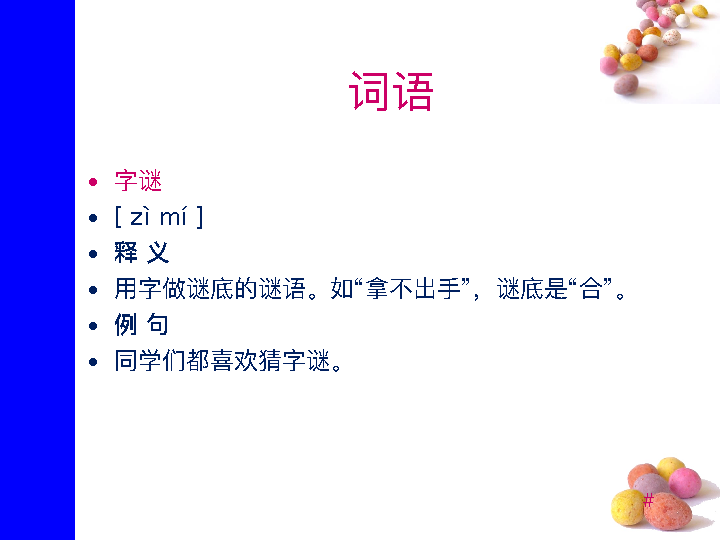 词语
• 字谜
• [ zì mí ]
• 释 义
• 用字做谜底的谜语。如“拿不出手”，谜底是“合”。
• 例 句
• 同学们都喜欢猜字谜。
#